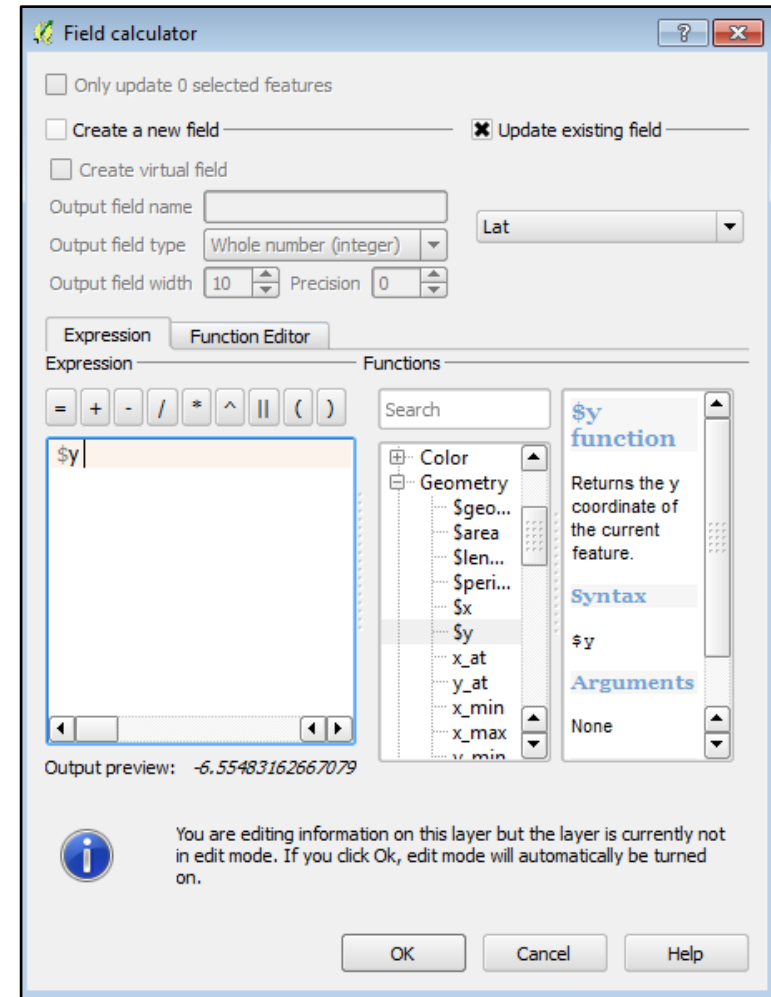 Field calculator
Only update 0 selected features
Create a new field
Update existing field
Create virtual field
Output field name
Lat
Output field type Whole number (integer)
Output field width 10 Precision 0
Expression Function Editor
Expression
Functions
= + - / * ^ || ( )
$y
Search
Color
Geometry
$geo...
$area
$len...
$peri...
$x
$y
x_at
y_at
x_min
x_max
y_min
$y
function
Returns the y
coordinate of
the current
feature.
Syntax
$y
Arguments
None
Output preview: -6.55483162667079
You are editing information on this layer but the layer is currently not
in edit mode. If you click Ok, edit mode will automatically be turned
on.
OK Cancel Help